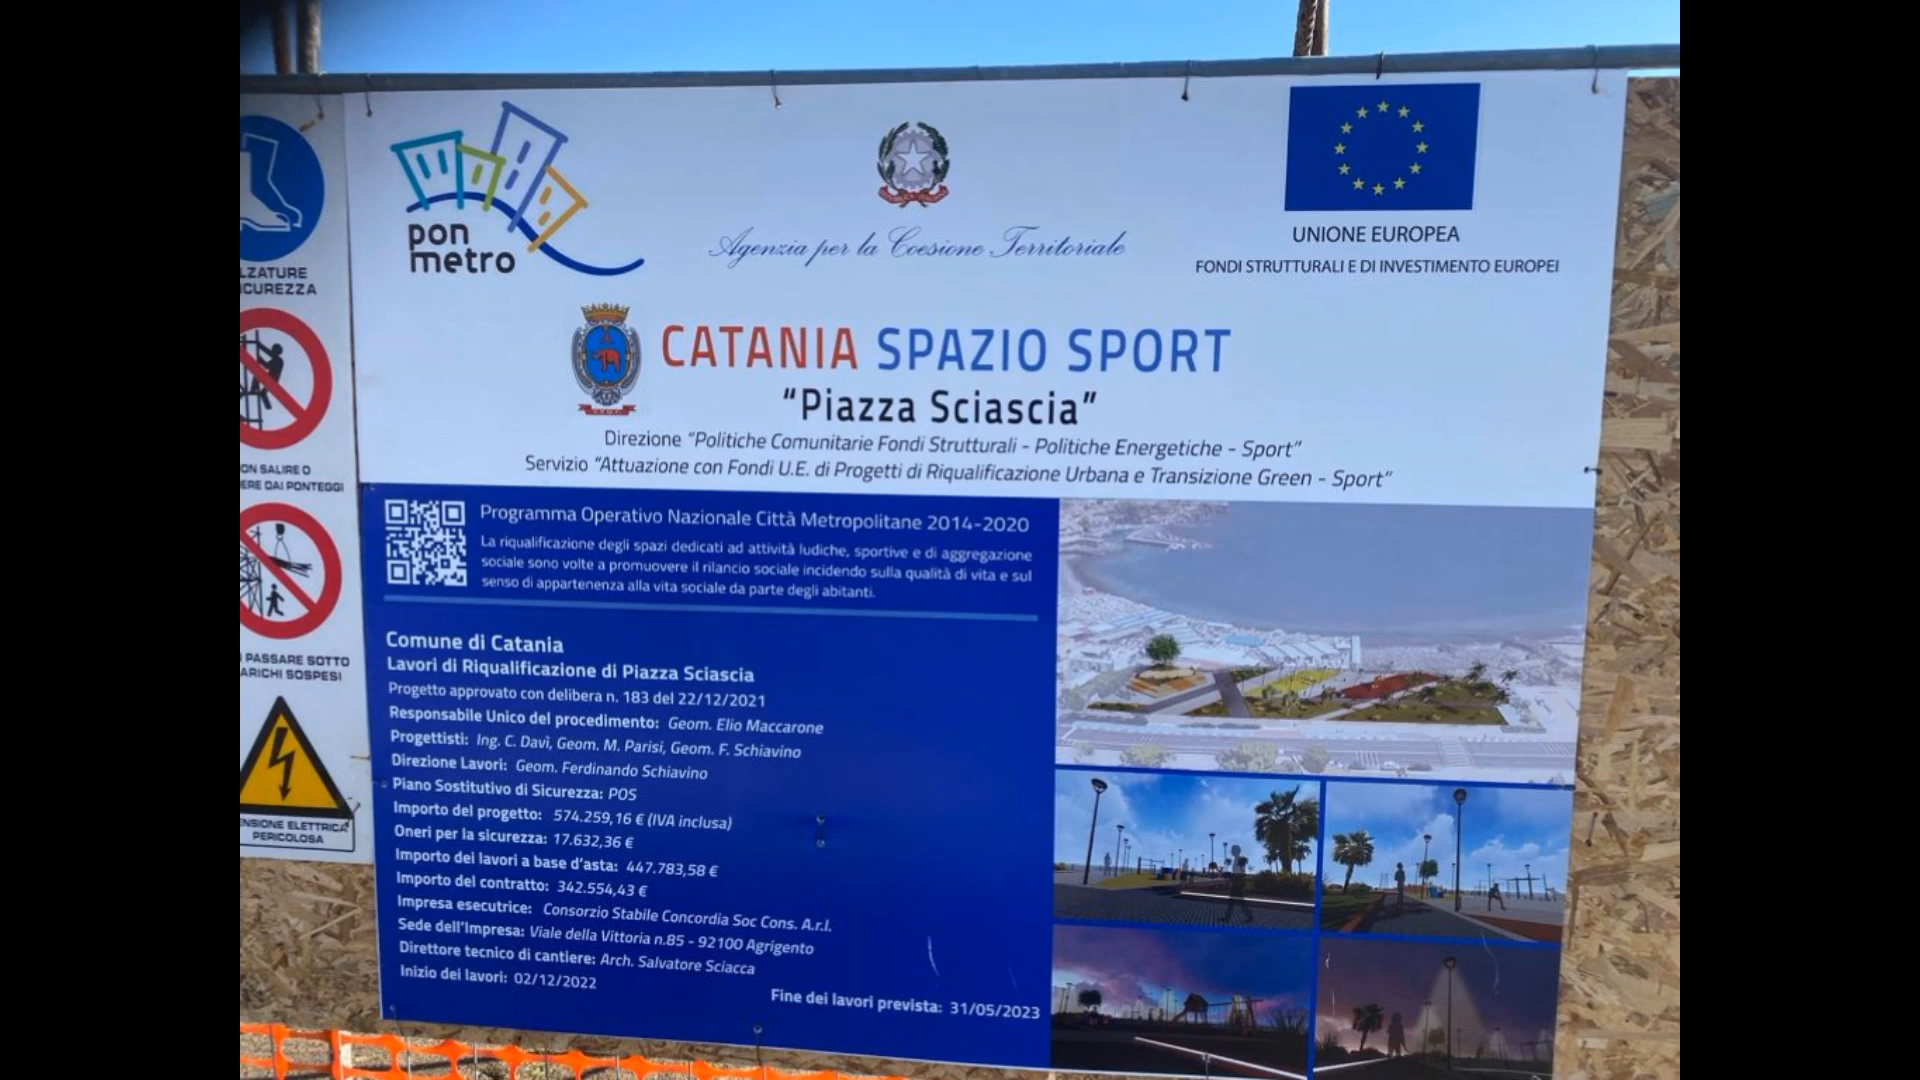 pon
metro
Agenzia per la Coesione Territoriale
UNIONE EUROPEA
FONDI STRUTTURALI E DI INVESTIMENTO EUROPEI
CATANIA SPAZIO SPORT
"Piazza Sciascia"
Direzione "Politiche Comunitarie Fondi Strutturali - Politiche Energetiche - Sport"
Servizio "Attuazione con Fondi U.E. di Progetti di Riqualificazione Urbana e Transizione Green - Sport"
Programma Operativo Nazionale Città Metropolitane 2014-2020
La riqualificazione degli spazi dedicati ad attività ludiche, sportive e di aggregazione
sociale sono volte a promuovere il rilancio sociale incidendo sulla qualità di vita e sul
senso di appartenenza alla vita sociale da parte degli abitanti.
Comune di Catania
Lavori di Riqualificazione di Piazza Sciascia
Progetto approvato con delibera n. 183 del 22/12/2021
Responsabile Unico del procedimento: Geom. Elio Maccarone
Progettisti: Ing. C. Davì, Geom. M. Parisi, Geom. F. Schiavino
Direzione Lavori: Geom. Ferdinando Schiavino
Piano Sostitutivo di Sicurezza: POS
Importo del progetto: 574.259,16 € (IVA inclusa)
Oneri per la sicurezza: 17.632,36 €
Importo dei lavori a base d'asta: 447.783,58 €
Importo del contratto: 342.554,43 €
Impresa esecutrice: Consorzio Stabile Concordia Soc Cons. A.r.l.
Sede dell'Impresa: Viale della Vittoria n.85 - 92100 Agrigento
Direttore tecnico di cantiere: Arch. Salvatore Sciacca
Inizio dei lavori: 02/12/2022
Fine dei lavori prevista: 31/05/2023
LZATURE
ICUREZZA
ON SALIRE O
ERE DAI PONTEGGI
PASSARE SOTTO
ARICHI SOSPESI
ENSIONE ELETTRICA
PERICOLOSA